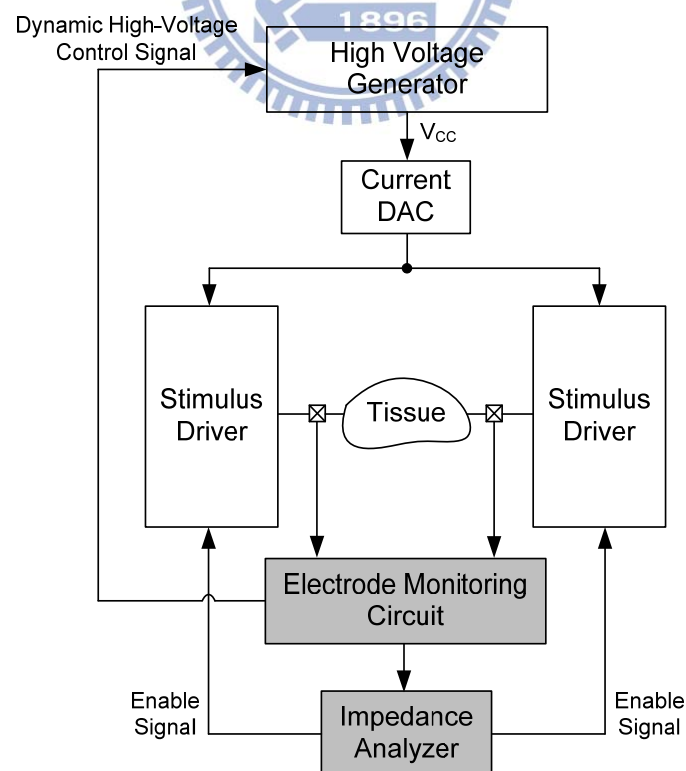 1896
Dynamic High-Voltage
Control Signal
High Voltage
Generator
VCC
Current
DAC
Stimulus
Driver
Tissue
Stimulus
Driver
Electrode Monitoring
Circuit
Enable
Signal
Enable
Signal
Impedance
Analyzer